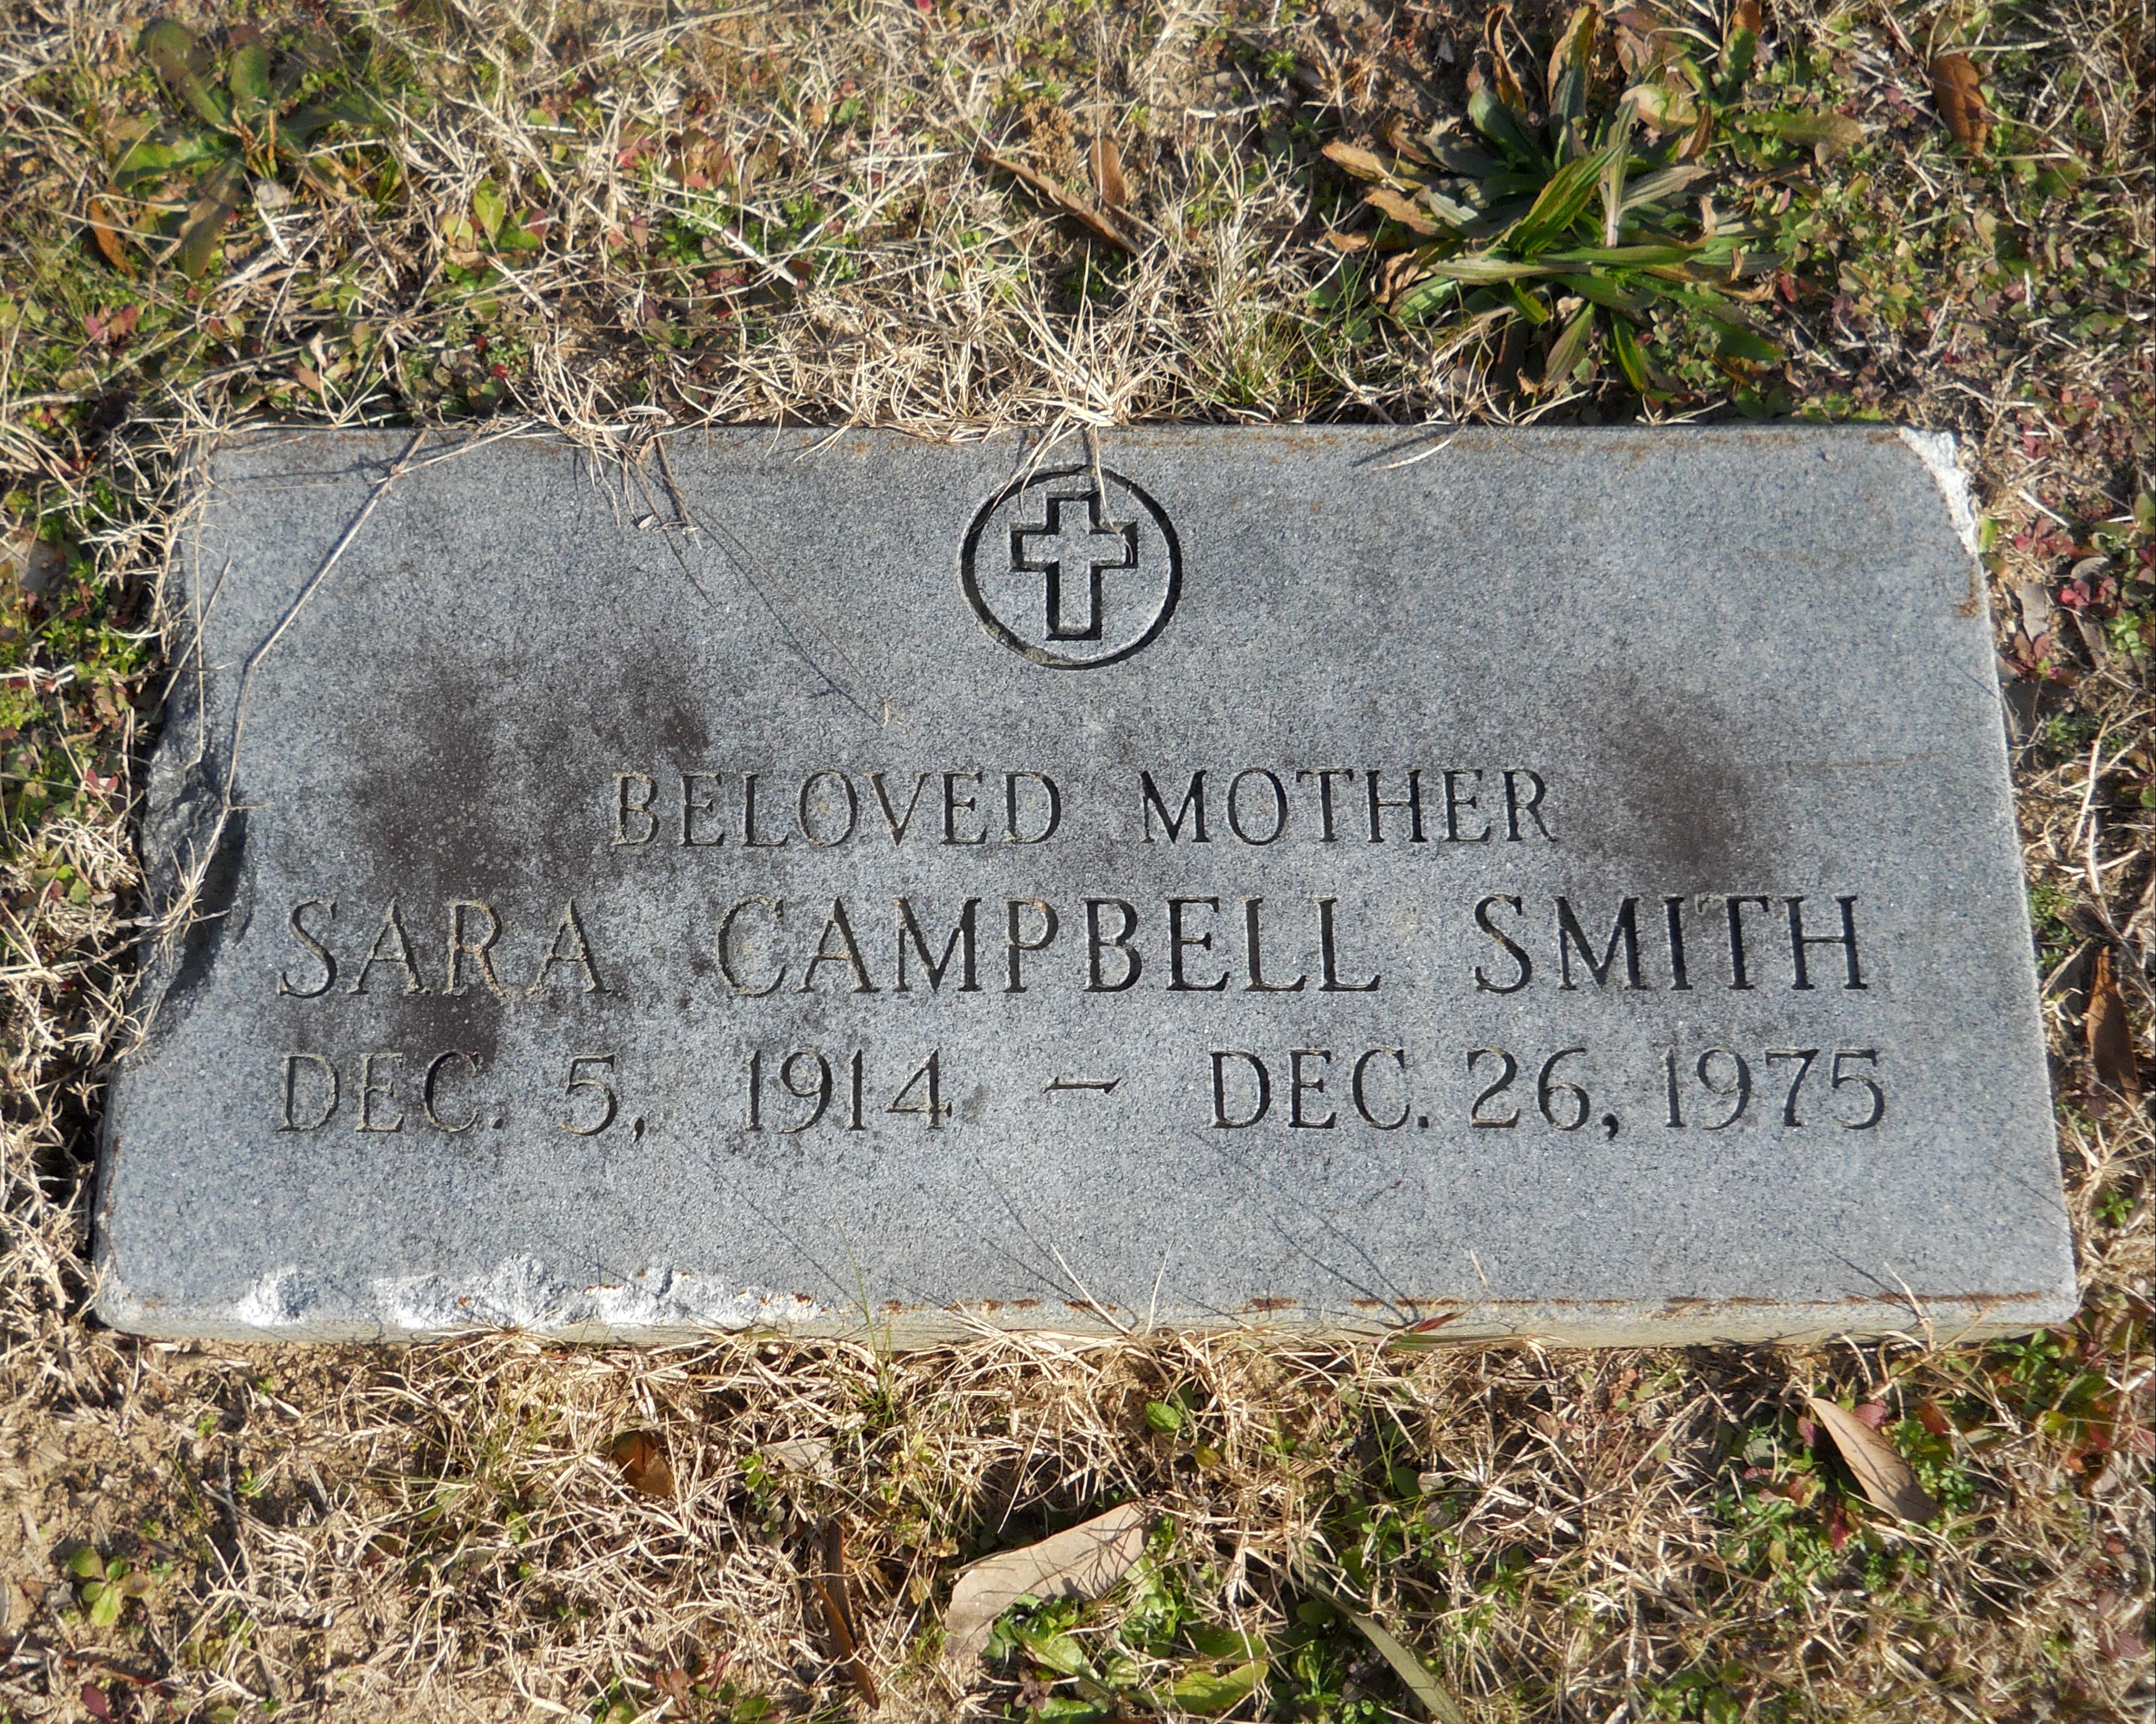 BELOVED MOTHER
SARA CAMPBELL SMITH
DEC. 5, 1914 – DEC. 26, 1975